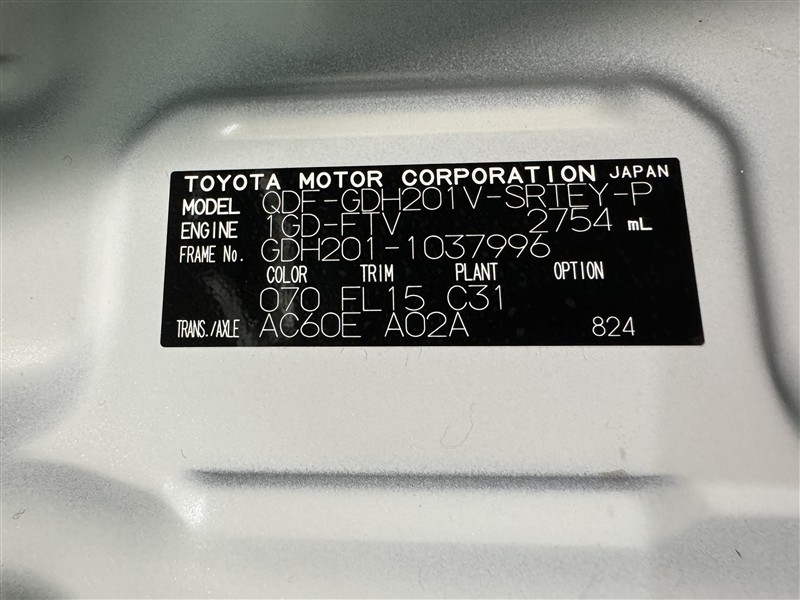 TOYOTA MOTOR CORPORATION JAPAN
MODEL QDF-GDH201V-SRTEY-P
ENGINE 1GD-FTV 2754 mL
FRAME No. GDH201-1037996
COLOR TRIM PLANT OPTION
070 FL15 C31
TRANS./AXLE AC60E A02A 824